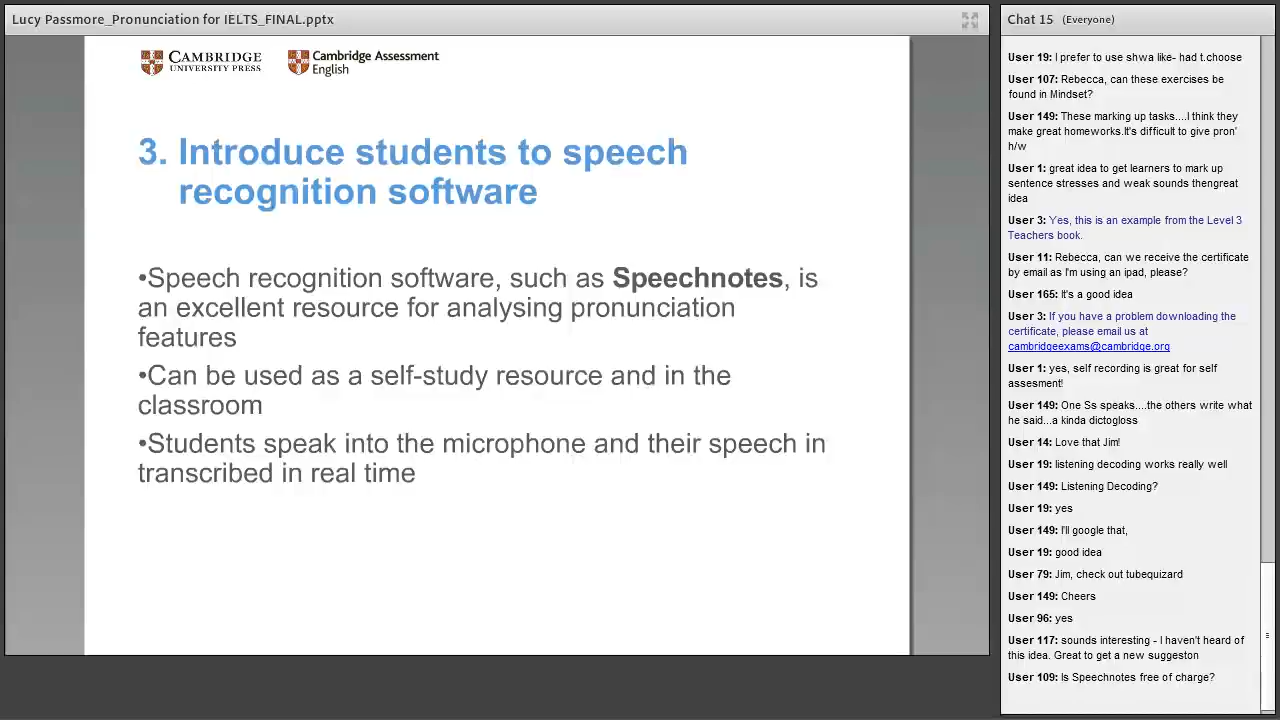 Lucy Passmore_Pronunciation for IELTS_FINAL.pptx
CAMBRIDGE
UNIVERSITY PRESS
Cambridge Assessment
English
3. Introduce students to speech
recognition software
•Speech recognition software, such as Speechnotes, is
an excellent resource for analysing pronunciation
features
•Can be used as a self-study resource and in the
classroom
•Students speak into the microphone and their speech in
transcribed in real time
Chat 15 (Everyone)
User 19: I prefer to use shwa like- had t.choose
User 107: Rebecca, can these exercises be
found in Mindset?
User 149: These marking up tasks....I think they
make great homeworks.It's difficult to give pron'
h/w
User 1: great idea to get learners to mark up
sentence stresses and weak sounds thengreat
idea
User 3: Yes, this is an example from the Level 3
Teachers book.
User 11: Rebecca, can we receive the certificate
by email as I'm using an ipad, please?
User 165: It's a good idea
User 3: If you have a problem downloading the
certificate, please email us at
cambridgeexams@cambridge.org
User 1: yes, self recording is great for self
assesment!
User 149: One Ss speaks....the others write what
he said...a kinda dictogloss
User 14: Love that Jim!
User 19: listening decoding works really well
User 149: Listening Decoding?
User 19: yes
User 149: I'll google that,
User 19: good idea
User 79: Jim, check out tubequizard
User 149: Cheers
User 96: yes
User 117: sounds interesting - I haven't heard of
this idea. Great to get a new suggeston
User 109: Is Speechnotes free of charge?